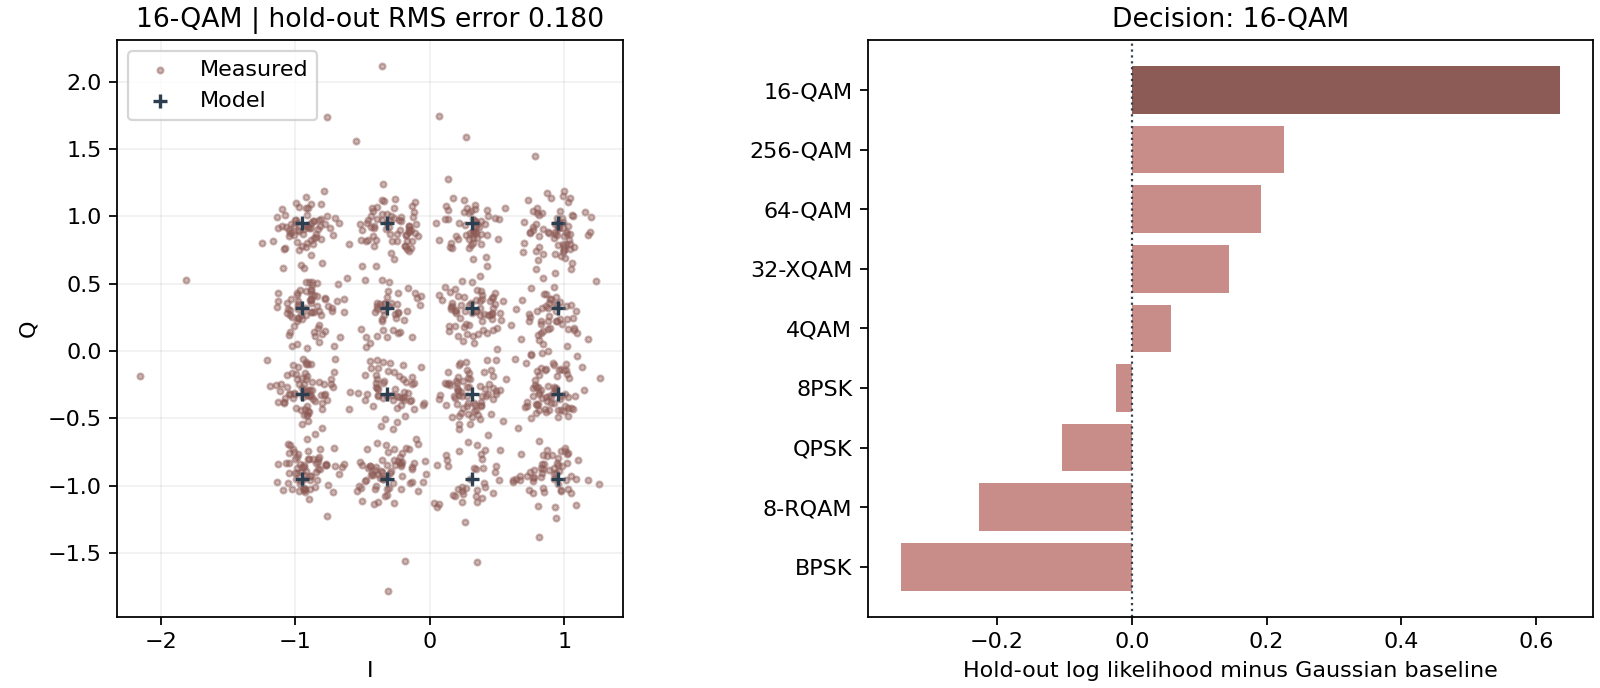 16-QAM | hold-out RMS error 0.180
Measured
Model
2.0
1.5
1.0
0.5
0.0
−0.5
−1.0
−1.5
−2
−1
0
1
Q
I
Decision: 16-QAM
16-QAM
256-QAM
64-QAM
32-XQAM
4QAM
8PSK
QPSK
8-RQAM
BPSK
−0.2
0.0
0.2
0.4
0.6
Hold-out log likelihood minus Gaussian baseline